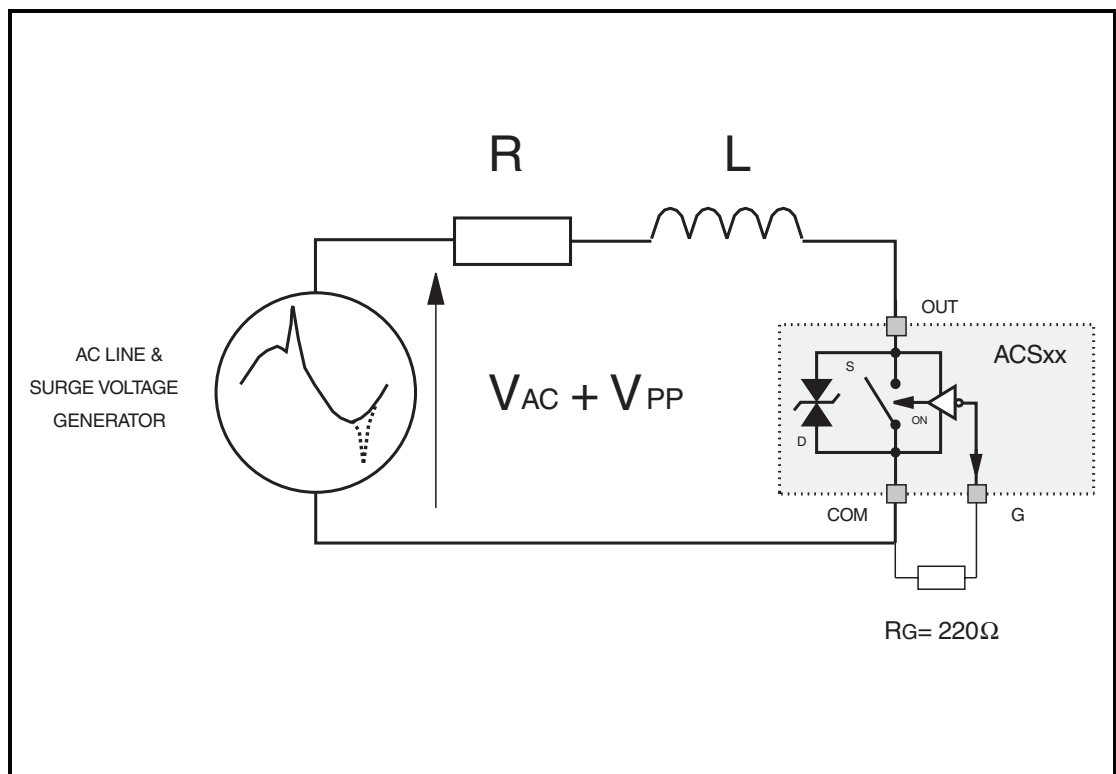 R
L
OUT
AC LINE &
SURGE VOLTAGE
GENERATOR
VAC + VPP
ACSxx
S
ON
D
COM
G
RG= 220Ω